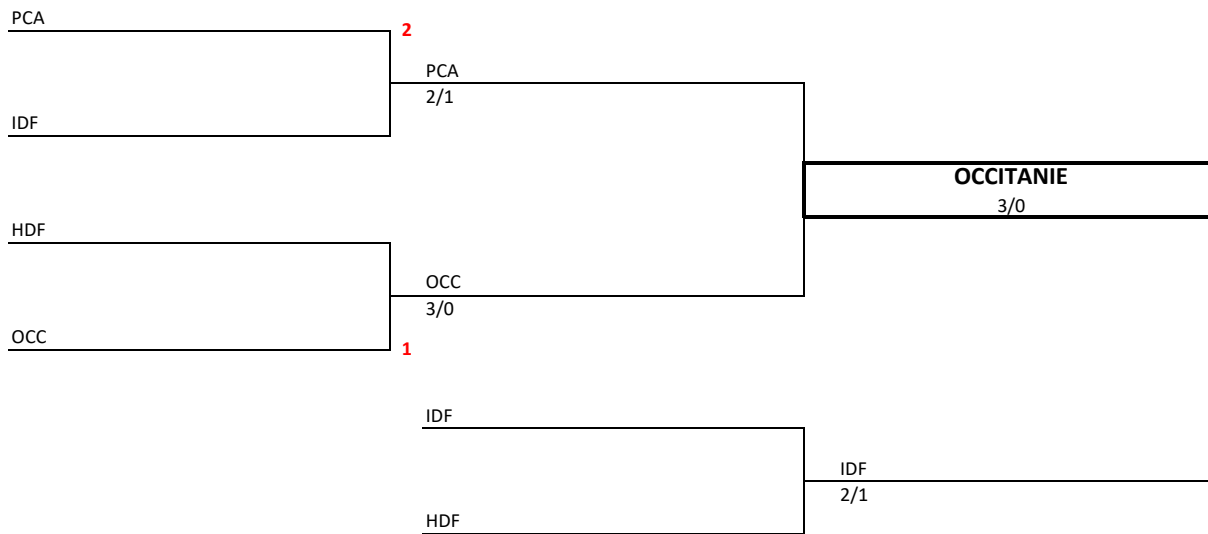 PCA
2
PCA
2/1
IDF
OCCITANIE
3/0
HDF
OCC
3/0
OCC
1
IDF
IDF
2/1
HDF